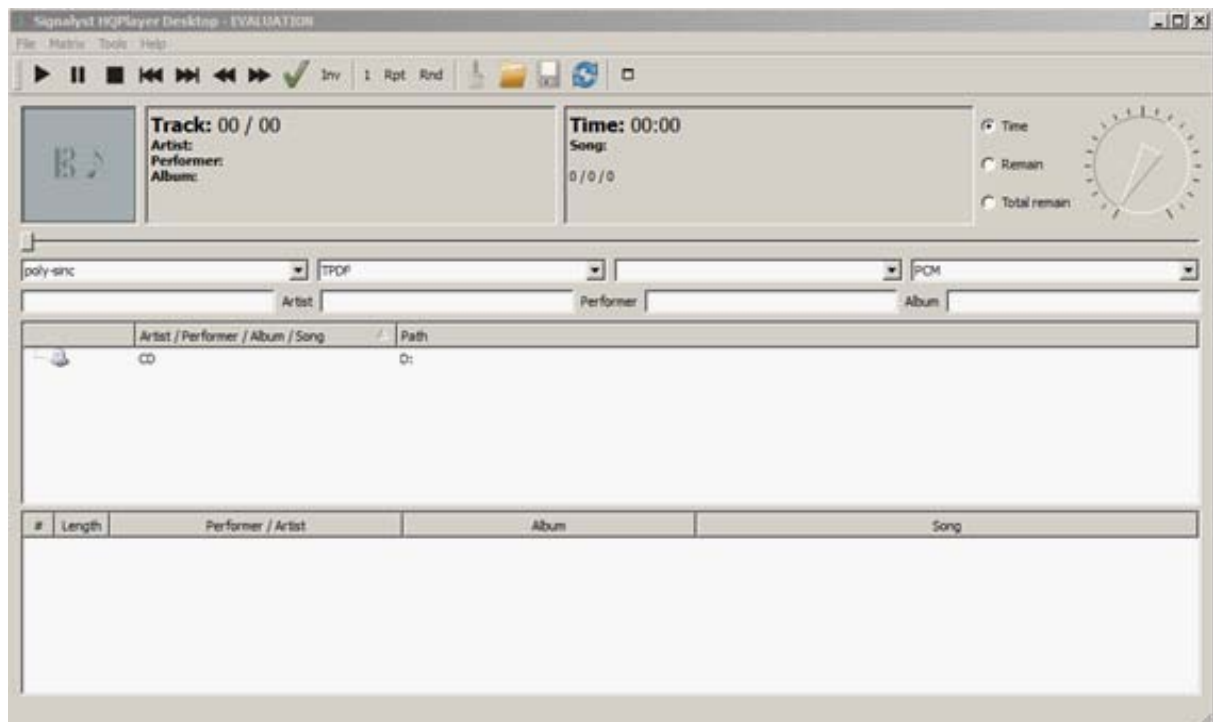 Signalyst HQPlayer Desktop - EVALUATION
File Matrix Tools Help
Inv 1 Rpt Rnd
Track: 00 / 00
Artist:
Performer:
Album:
Time: 00:00
Song:
0 / 0 / 0
Time
Remain
Total remain
poly-sinc TPDF PCM
Artist Performer Album
Artist / Performer / Album / Song Path
CD D:
# Length Performer / Artist Album Song